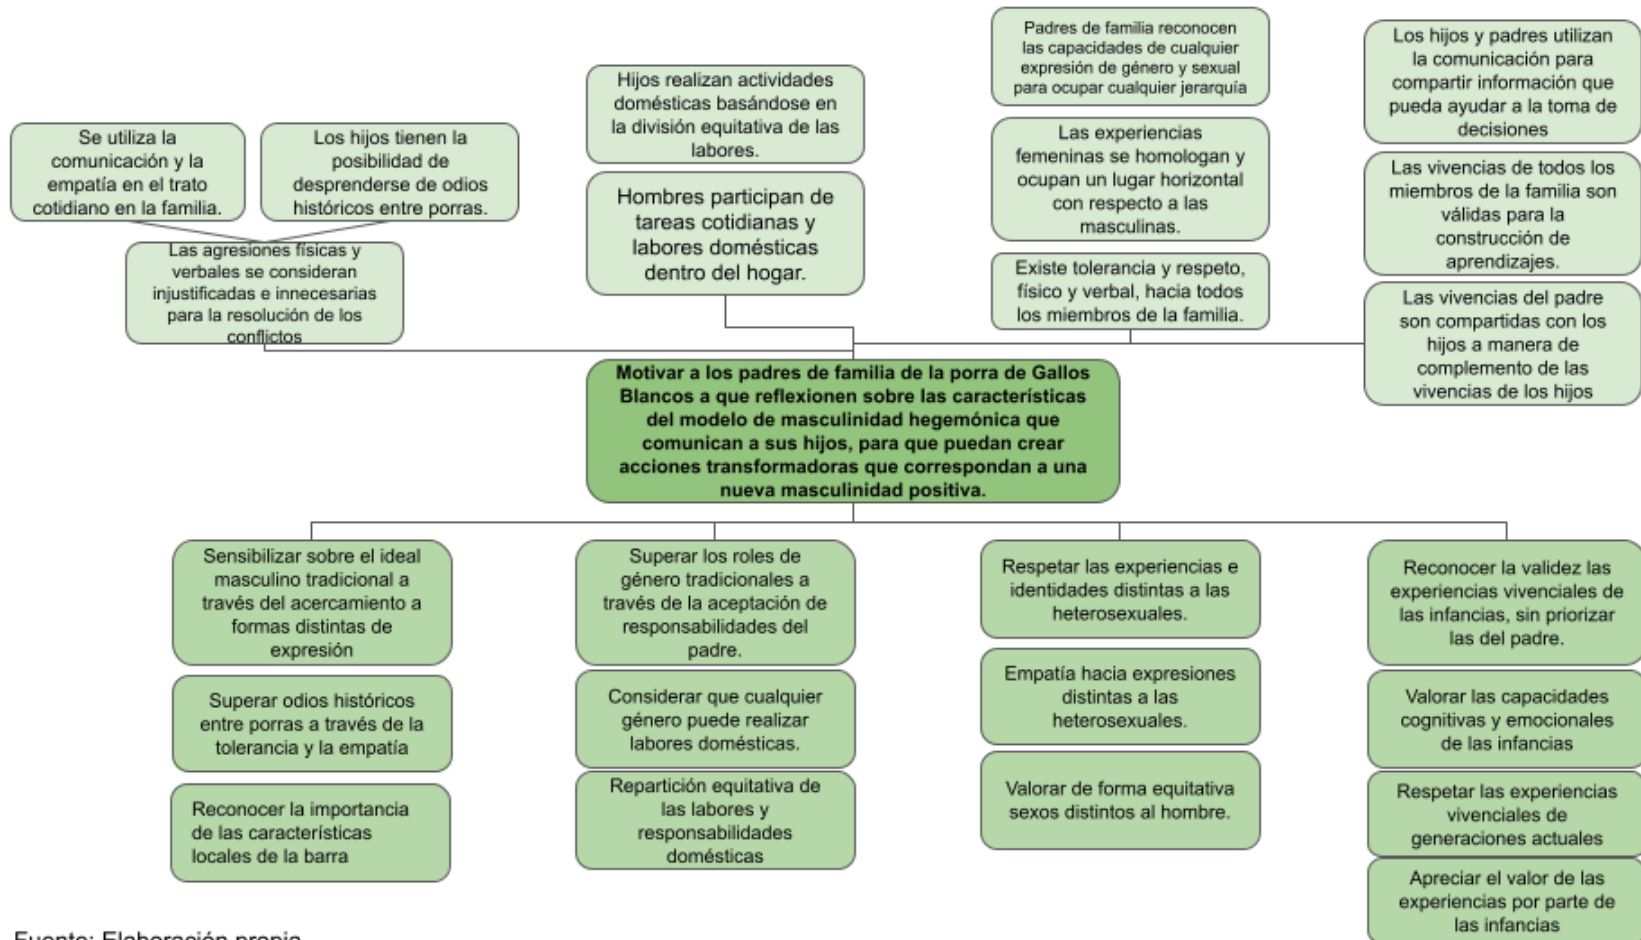 Se utiliza la
comunicación y la
empatía en el trato
cotidiano en la familia.
Los hijos tienen la
posibilidad de
desprenderse de odios
históricos entre porras.
Las agresiones físicas y
verbales se consideran
injustificadas e innecesarias
para la resolución de los
conflictos
Hijos realizan actividades
domésticas basándose en
la división equitativa de las
labores.
Hombres participan de
tareas cotidianas y
labores domésticas
dentro del hogar.
Padres de familia reconocen
las capacidades de cualquier
expresión de género y sexual
para ocupar cualquier jerarquía
Las experiencias
femeninas se homologan y
ocupan un lugar horizontal
con respecto a las
masculinas.
Existe tolerancia y respeto,
físico y verbal, hacia todos
los miembros de la familia.
Los hijos y padres utilizan
la comunicación para
compartir información que
pueda ayudar a la toma de
decisiones
Las vivencias de todos los
miembros de la familia son
válidas para la
construcción de
aprendizajes.
Las vivencias del padre
son compartidas con los
hijos a manera de
complemento de las
vivencias de los hijos
Motivar a los padres de familia de la porra de Gallos
Blancos a que reflexionen sobre las características
del modelo de masculinidad hegemónica que
comunican a sus hijos, para que puedan crear
acciones transformadoras que correspondan a una
nueva masculinidad positiva.
Sensibilizar sobre el ideal
masculino tradicional a
través del acercamiento a
formas distintas de
expresión
Superar odios históricos
entre porras a través de la
tolerancia y la empatía
Reconocer la importancia
de las características
locales de la barra
Superar los roles de
género tradicionales a
través de la aceptación de
responsabilidades del
padre.
Considerar que cualquier
género puede realizar
labores domésticas.
Repartición equitativa de
las labores y
responsabilidades
domésticas
Respetar las experiencias e
identidades distintas a las
heterosexuales.
Empatía hacia expresiones
distintas a las
heterosexuales.
Valorar de forma equitativa
sexos distintos al hombre.
Reconocer la validez las
experiencias vivenciales de
las infancias, sin priorizar
las del padre.
Valorar las capacidades
cognitivas y emocionales
de las infancias
Respetar las experiencias
vivenciales de
generaciones actuales
Apreciar el valor de las
experiencias por parte de
las infancias
Fuente: Elaboración propia